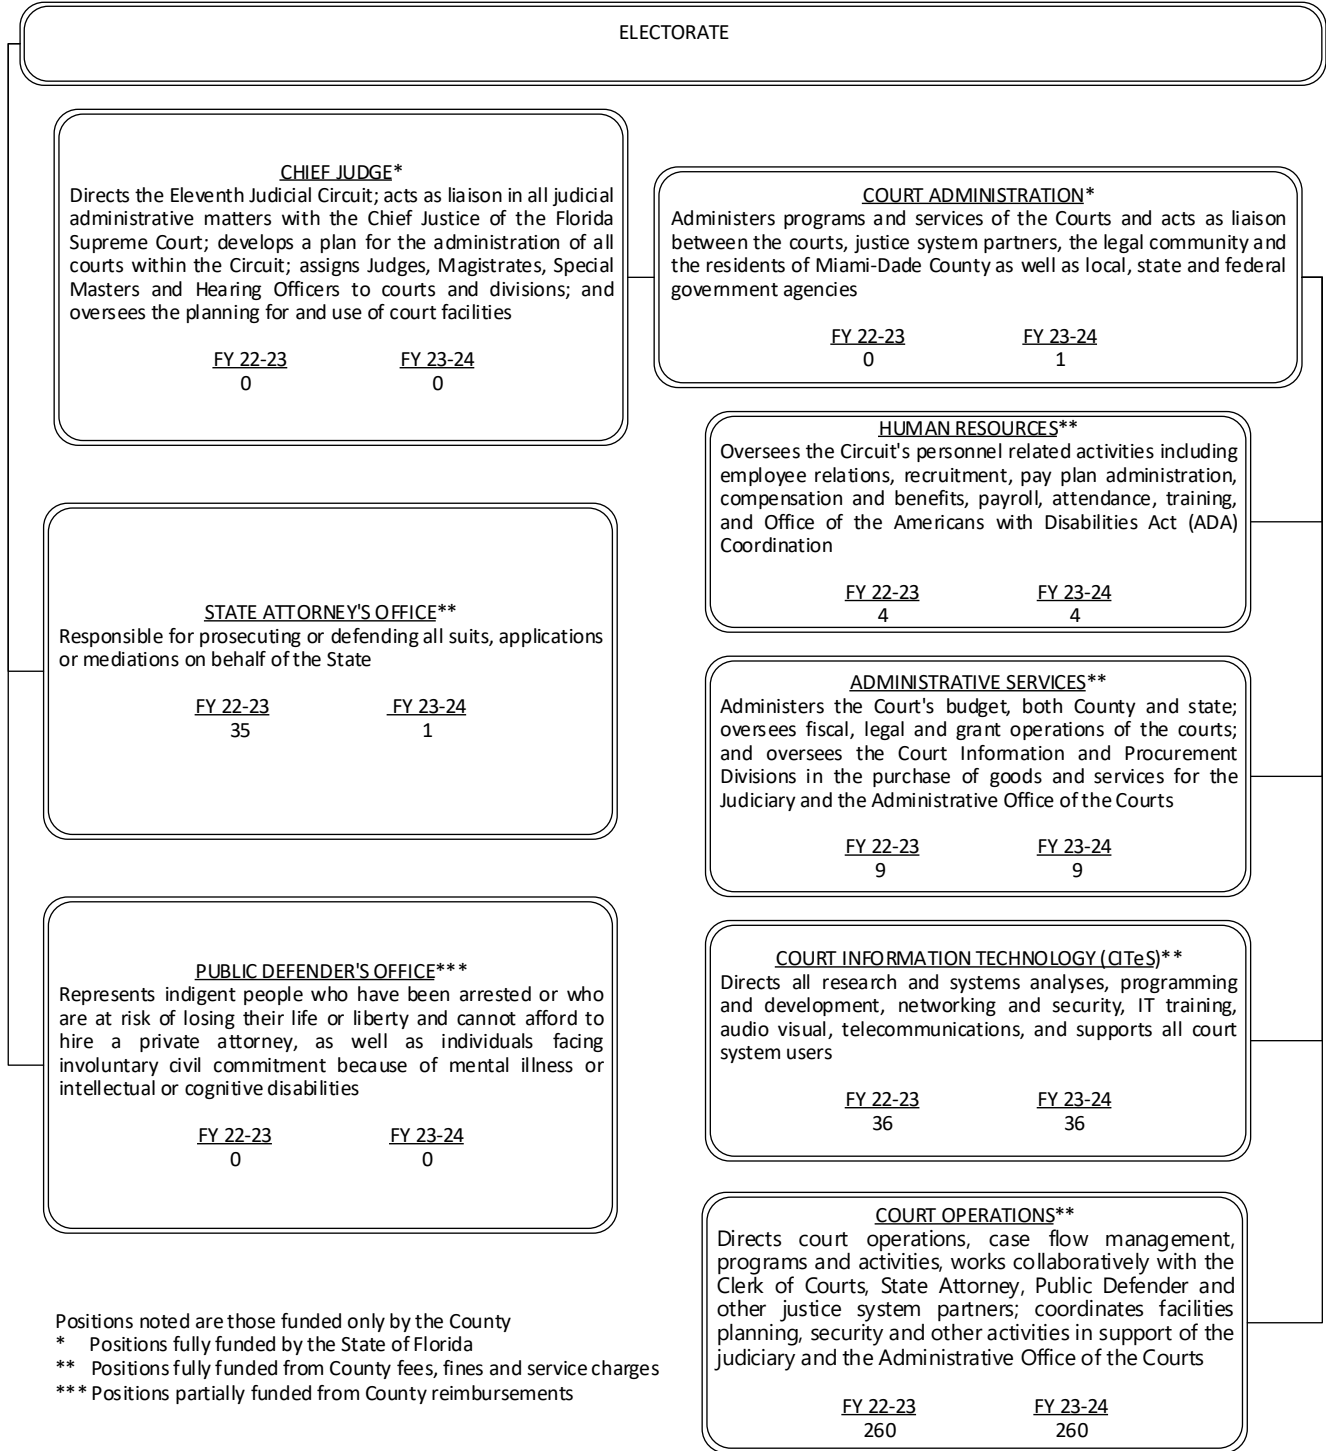 ELECTORATE
CHIEF JUDGE*
Directs the Eleventh Judicial Circuit; acts as liaison in all judicial
administrative matters with the Chief Justice of the Florida
Supreme Court; develops a plan for the administration of all
courts within the Circuit; assigns Judges, Magistrates, Special
Masters and Hearing Officers to courts and divisions; and
oversees the planning for and use of court facilities
FY 22-23 FY 23-24
0 0
COURT ADMINISTRATION*
Administers programs and services of the Courts and acts as liaison
between the courts, justice system partners, the legal community and
the residents of Miami-Dade County as well as local, state and federal
government agencies
FY 22-23 FY 23-24
0 1
HUMAN RESOURCES**
Oversees the Circuit's personnel related activities including
employee relations, recruitment, pay plan administration,
compensation and benefits, payroll, attendance, training,
and Office of the Americans with Disabilities Act (ADA)
Coordination
FY 22-23 FY 23-24
4 4
STATE ATTORNEY'S OFFICE**
Responsible for prosecuting or defending all suits, applications
or mediations on behalf of the State
FY 22-23 FY 23-24
35 1
ADMINISTRATIVE SERVICES**
Administers the Court's budget, both County and state;
oversees fiscal, legal and grant operations of the courts;
and oversees the Court Information and Procurement
Divisions in the purchase of goods and services for the
Judiciary and the Administrative Office of the Courts
FY 22-23 FY 23-24
9 9
PUBLIC DEFENDER'S OFFICE***
Represents indigent people who have been arrested or who
are at risk of losing their life or liberty and cannot afford to
hire a private attorney, as well as individuals facing
involuntary civil commitment because of mental illness or
intellectual or cognitive disabilities
FY 22-23 FY 23-24
0 0
COURT INFORMATION TECHNOLOGY (CITeS)**
Directs all research and systems analyses, programming
and development, networking and security, IT training,
audio visual, telecommunications, and supports all court
system users
FY 22-23 FY 23-24
36 36
COURT OPERATIONS**
Directs court operations, case flow management,
programs and activities, works collaboratively with the
Clerk of Courts, State Attorney, Public Defender and
other justice system partners; coordinates facilities
planning, security and other activities in support of the
judiciary and the Administrative Office of the Courts
FY 22-23 FY 23-24
260 260
Positions noted are those funded only by the County
* Positions fully funded by the State of Florida
** Positions fully funded from County fees, fines and service charges
*** Positions partially funded from County reimbursements